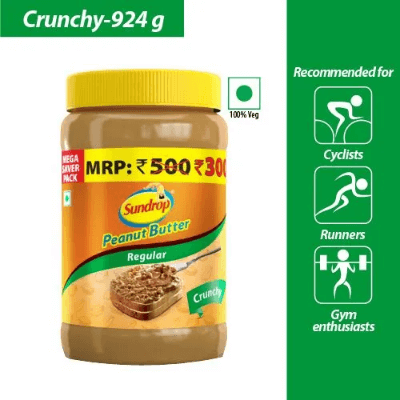 Crunchy-924 g
100% Veg
MEGA
SAVER
PACK
MRP: ₹500 ₹300
Sundrop
Peanut Butter
Regular
Crunchy
Recommended for
Cyclists
Runners
Gym
enthusiasts